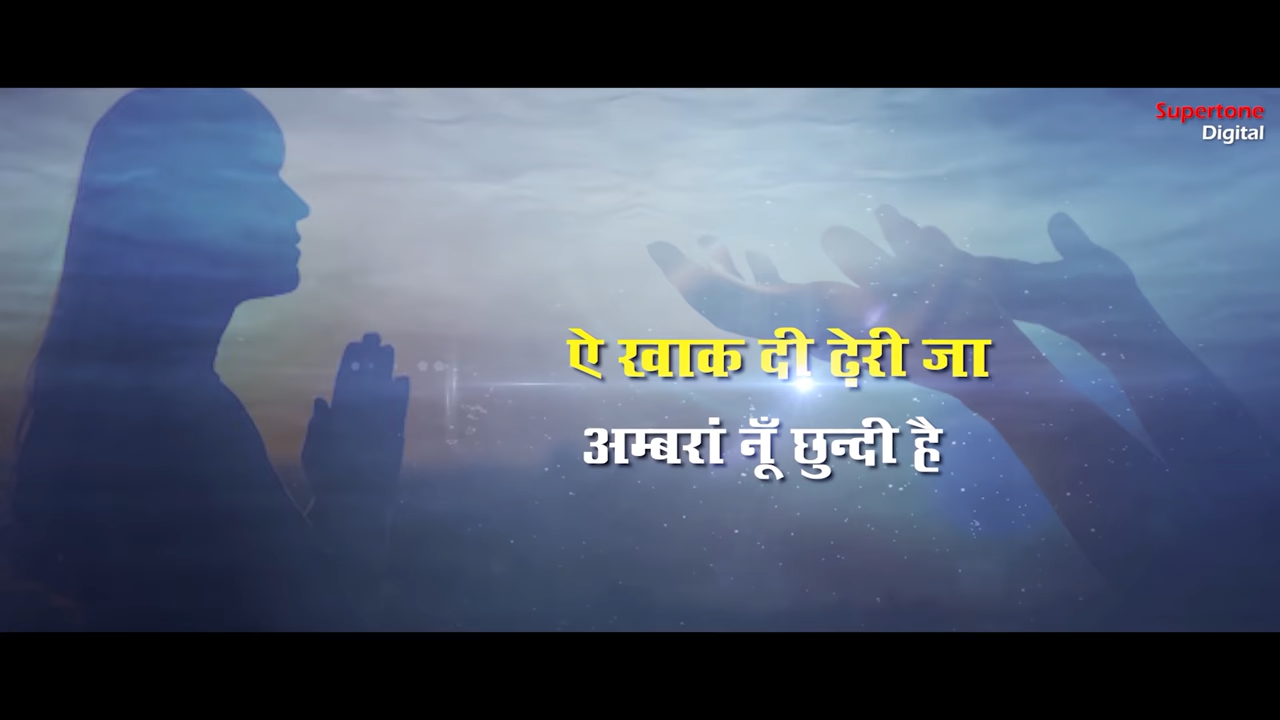 Supertone
Digital
ऐ खाक दी ढ़ेरी जा
अम्बरां नूँ छुन्दी है